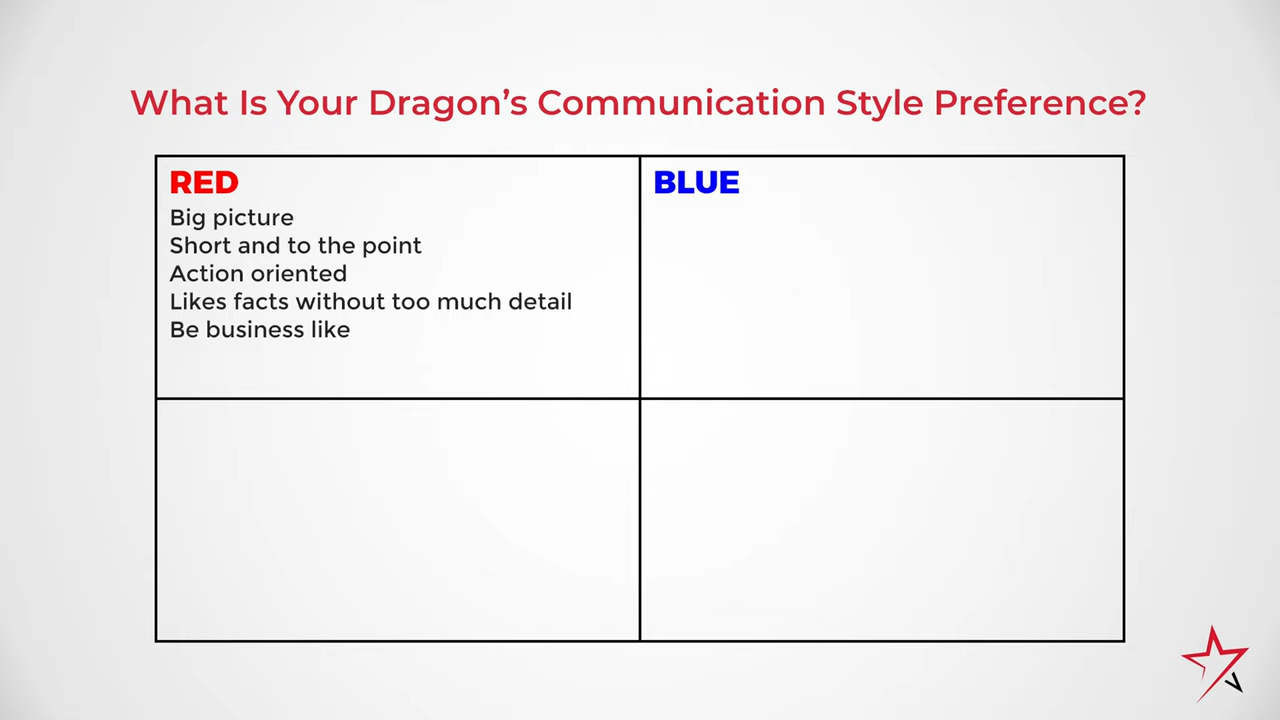 What Is Your Dragon’s Communication Style Preference?
RED
Big picture
Short and to the point
Action oriented
Likes facts without too much detail
Be business like
BLUE